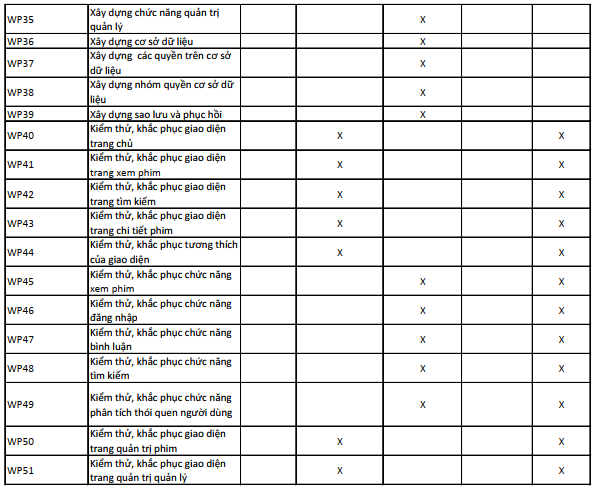 WP35 Xây dựng chức năng quản trị X
quản lý
WP36 Xây dựng cơ sở dữ liệu X
WP37 Xây dựng các quyền trên cơ sở X
dữ liệu
WP38 Xây dựng nhóm quyền cơ sở dữ X
liệu
WP39 Xây dựng sao lưu và phục hồi X
WP40 Kiểm thử, khắc phục giao diện X X
trang chủ
WP41 Kiểm thử, khắc phục giao diện X X
trang xem phim
WP42 Kiểm thử, khắc phục giao diện X X
trang tìm kiếm
WP43 Kiểm thử, khắc phục giao diện X X
trang chi tiết phim
WP44 Kiểm thử, khắc phục tương thích X X
của giao diện
WP45 Kiểm thử, khắc phục chức năng X X
xem phim
WP46 Kiểm thử, khắc phục chức năng X X
đăng nhập
WP47 Kiểm thử, khắc phục chức năng X X
bình luận
WP48 Kiểm thử, khắc phục chức năng X X
tìm kiếm
WP49 Kiểm thử, khắc phục chức năng X X
phân tích thói quen người dùng
WP50 Kiểm thử, khắc phục giao diện X X
trang quản trị phim
WP51 Kiểm thử, khắc phục giao diện X X
trang quản trị quản lý